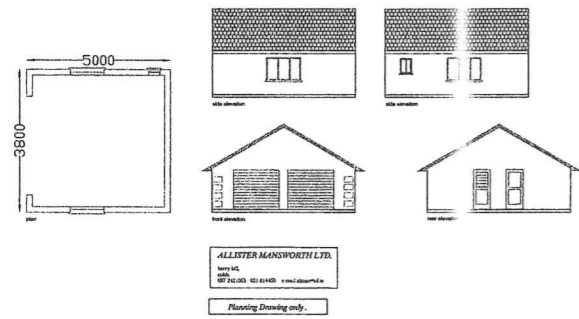 5000
3800
plan
side elevation
side elevation
front elevation
rear elevation
ALLISTER MANSWORTH LTD.
Planning Drawing only .